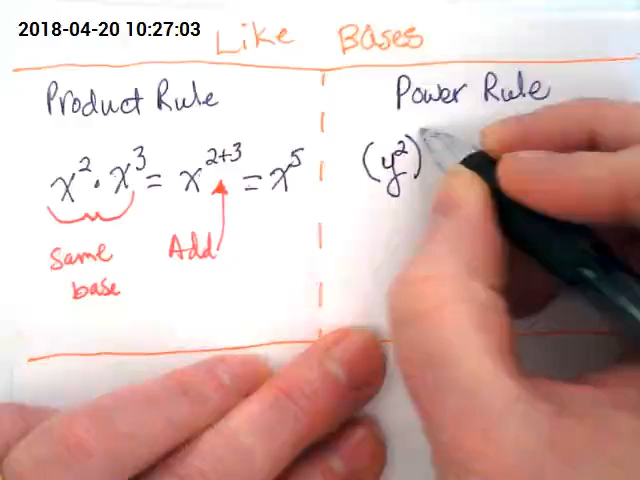 2018-04-20 10:27:03
Like Bases
Product Rule
x² · x³ = x²⁺³ = x⁵
Same
base
Add
Power Rule
(y²)